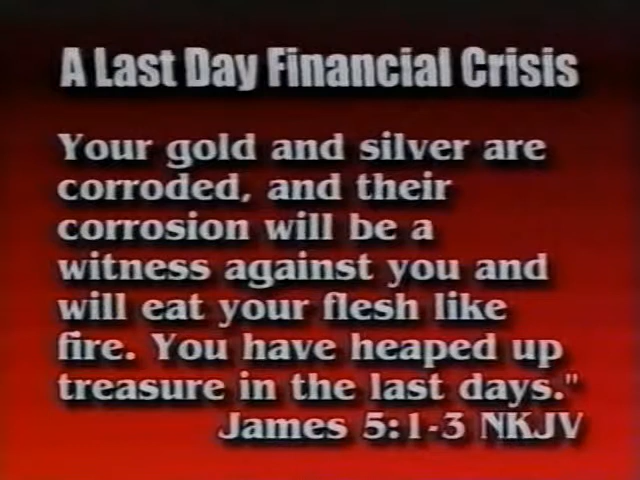 A Last Day Financial Crisis
Your gold and silver are
corroded, and their
corrosion will be a
witness against you and
will eat your flesh like
fire. You have heaped up
treasure in the last days."
James 5:1-3 NKJV